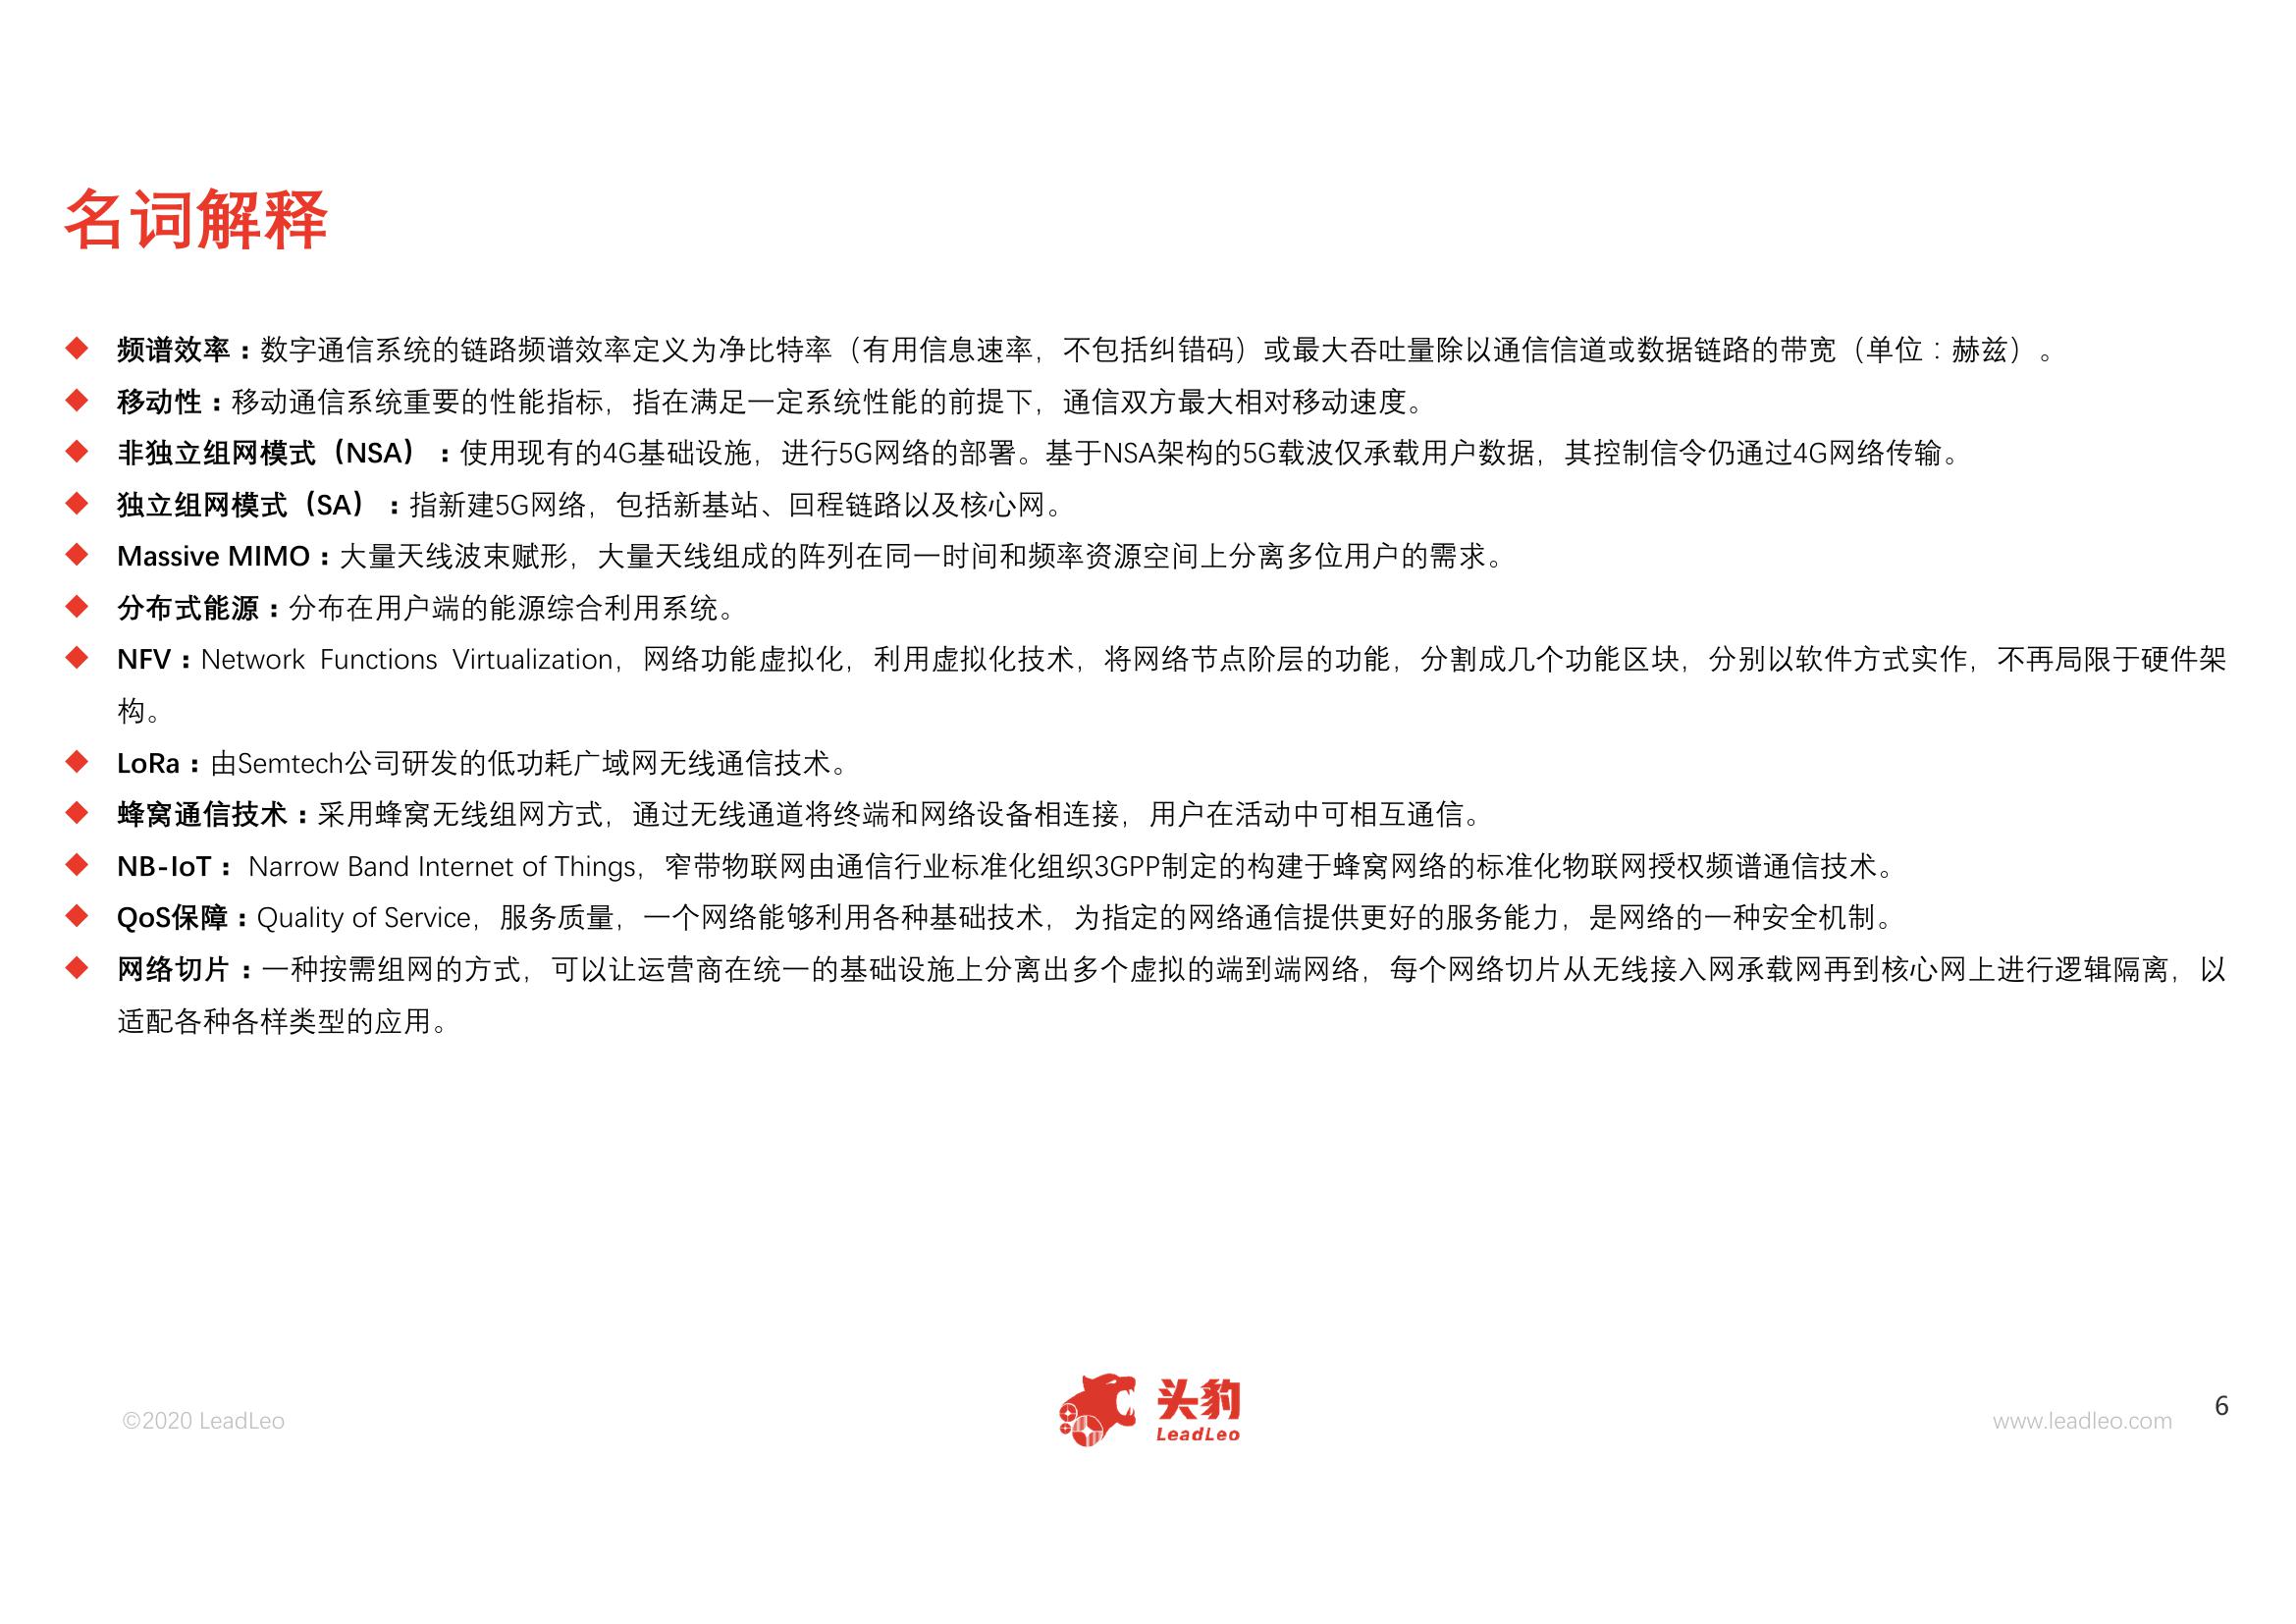 名词解释
频谱效率：数字通信系统的链路频谱效率定义为净比特率（有用信息速率，不包括纠错码）或最大吞吐量除以通信信道或数据链路的带宽（单位：赫兹）。
移动性：移动通信系统重要的性能指标，指在满足一定系统性能的前提下，通信双方最大相对移动速度。
非独立组网模式（NSA）：使用现有的4G基础设施，进行5G网络的部署。基于NSA架构的5G载波仅承载用户数据，其控制信令仍通过4G网络传输。
独立组网模式（SA）：指新建5G网络，包括新基站、回程链路以及核心网。
Massive MIMO：大量天线波束赋形，大量天线组成的阵列在同一时间和频率资源空间上分离多位用户的需求。
分布式能源：分布在用户端的能源综合利用系统。
NFV：Network Functions Virtualization，网络功能虚拟化，利用虚拟化技术，将网络节点阶层的功能，分割成几个功能区块，分别以软件方式实作，不再局限于硬件架
构。
LoRa：由Semtech公司研发的低功耗广域网无线通信技术。
蜂窝通信技术：采用蜂窝无线组网方式，通过无线通道将终端和网络设备相连接，用户在活动中可相互通信。
NB-IoT： Narrow Band Internet of Things，窄带物联网由通信行业标准化组织3GPP制定的构建于蜂窝网络的标准化物联网授权频谱通信技术。
QoS保障：Quality of Service，服务质量，一个网络能够利用各种基础技术，为指定的网络通信提供更好的服务能力，是网络的一种安全机制。
网络切片：一种按需组网的方式，可以让运营商在统一的基础设施上分离出多个虚拟的端到端网络，每个网络切片从无线接入网承载网再到核心网上进行逻辑隔离，以
适配各种各样类型的应用。
©2020 LeadLeo
头豹
LeadLeo
www.leadleo.com
6